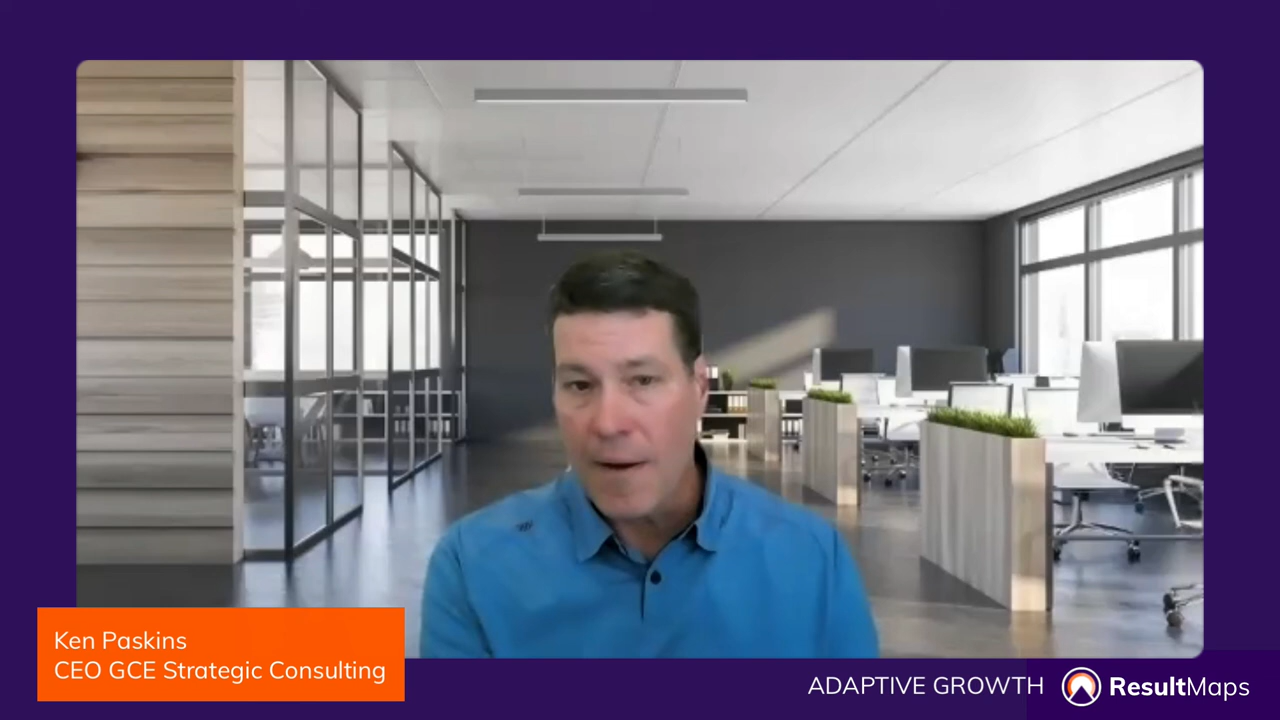 Ken Paskins
CEO GCE Strategic Consulting
ADAPTIVE GROWTH ResultMaps